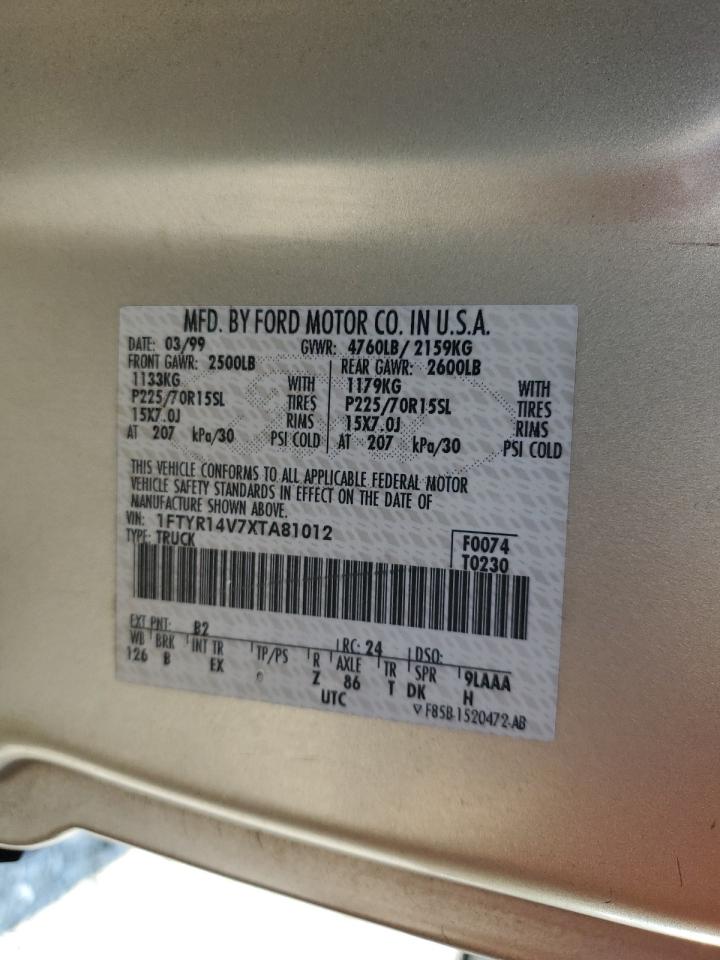 MFD. BY FORD MOTOR CO. IN U.S.A.
DATE: 03/99 GVWR: 4760LB/ 2159KG
FRONT GAWR: 2500LB REAR GAWR: 2600LB
1133KG WITH 1179KG WITH
P225/70R15SL TIRES P225/70R15SL TIRES
15X7.0J RIMS 15X7.0J RIMS
AT 207 kPa/30 PSI COLD AT 207 kPa/30 PSI COLD
THIS VEHICLE CONFORMS TO ALL APPLICABLE FEDERAL MOTOR
VEHICLE SAFETY STANDARDS IN EFFECT ON THE DATE OF
MANUFACTURE SHOWN ABOVE.
VIN: 1FTYR14V7XTA81012
TYPE: TRUCK F0074
T0230
EXT PNT: B2 RC: 24 DSO:
WB BRK INT TR TP/PS R AXLE TR SPR 9LAAA
126 B EX Z 86 T DK H
UTC F85B-1520472-AB